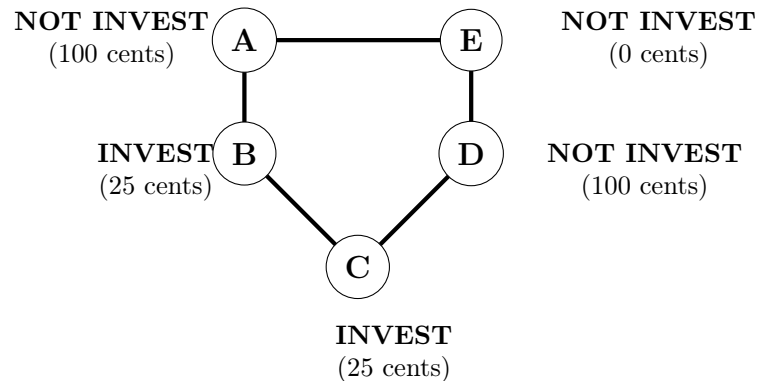 NOT INVEST
(100 cents)
A
E
NOT INVEST
(0 cents)
INVEST
(25 cents)
B
D
NOT INVEST
(100 cents)
C
INVEST
(25 cents)